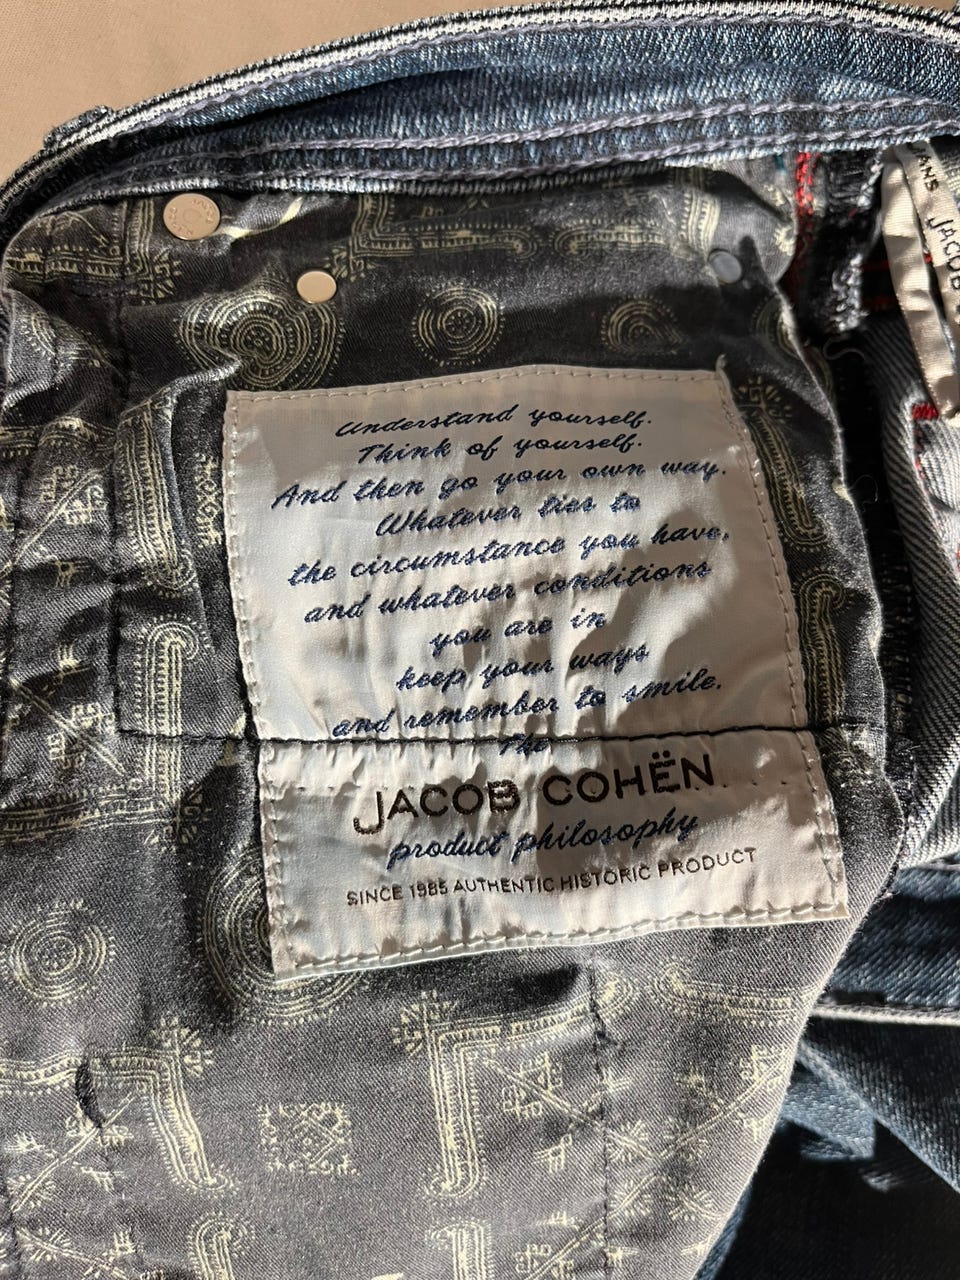 Understand yourself.
Think of yourself.
And then go your own way.
Whatever ties to
the circumstance you have,
and whatever conditions
you are in
keep your ways
and remember to smile.
The
JACOB COHËN
product philosophy
SINCE 1985 AUTHENTIC HISTORIC PRODUCT
JACOB